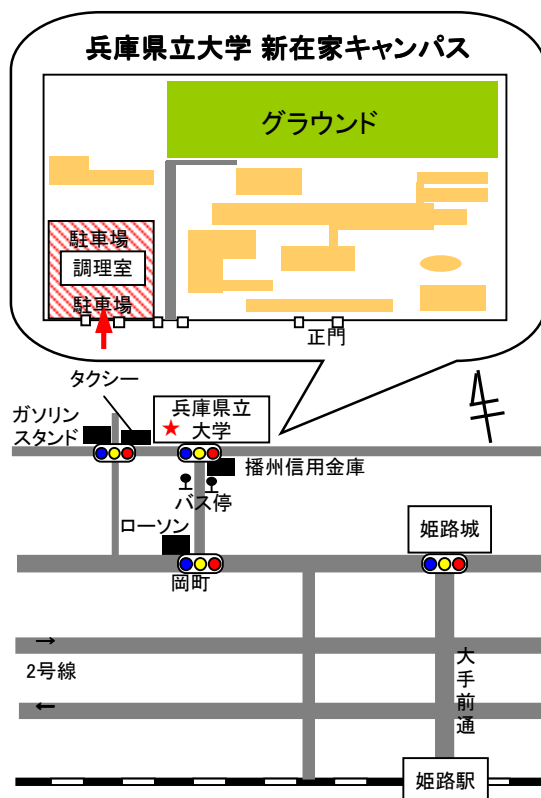 兵庫県立大学 新在家キャンパス
グラウンド
駐車場
調理室
駐車場
正門
タクシー
ガソリン
スタンド
兵庫県立
大学
播州信用金庫
バス停
ローソン
岡町
姫路城
→
2号線
←
大手前通
姫路駅